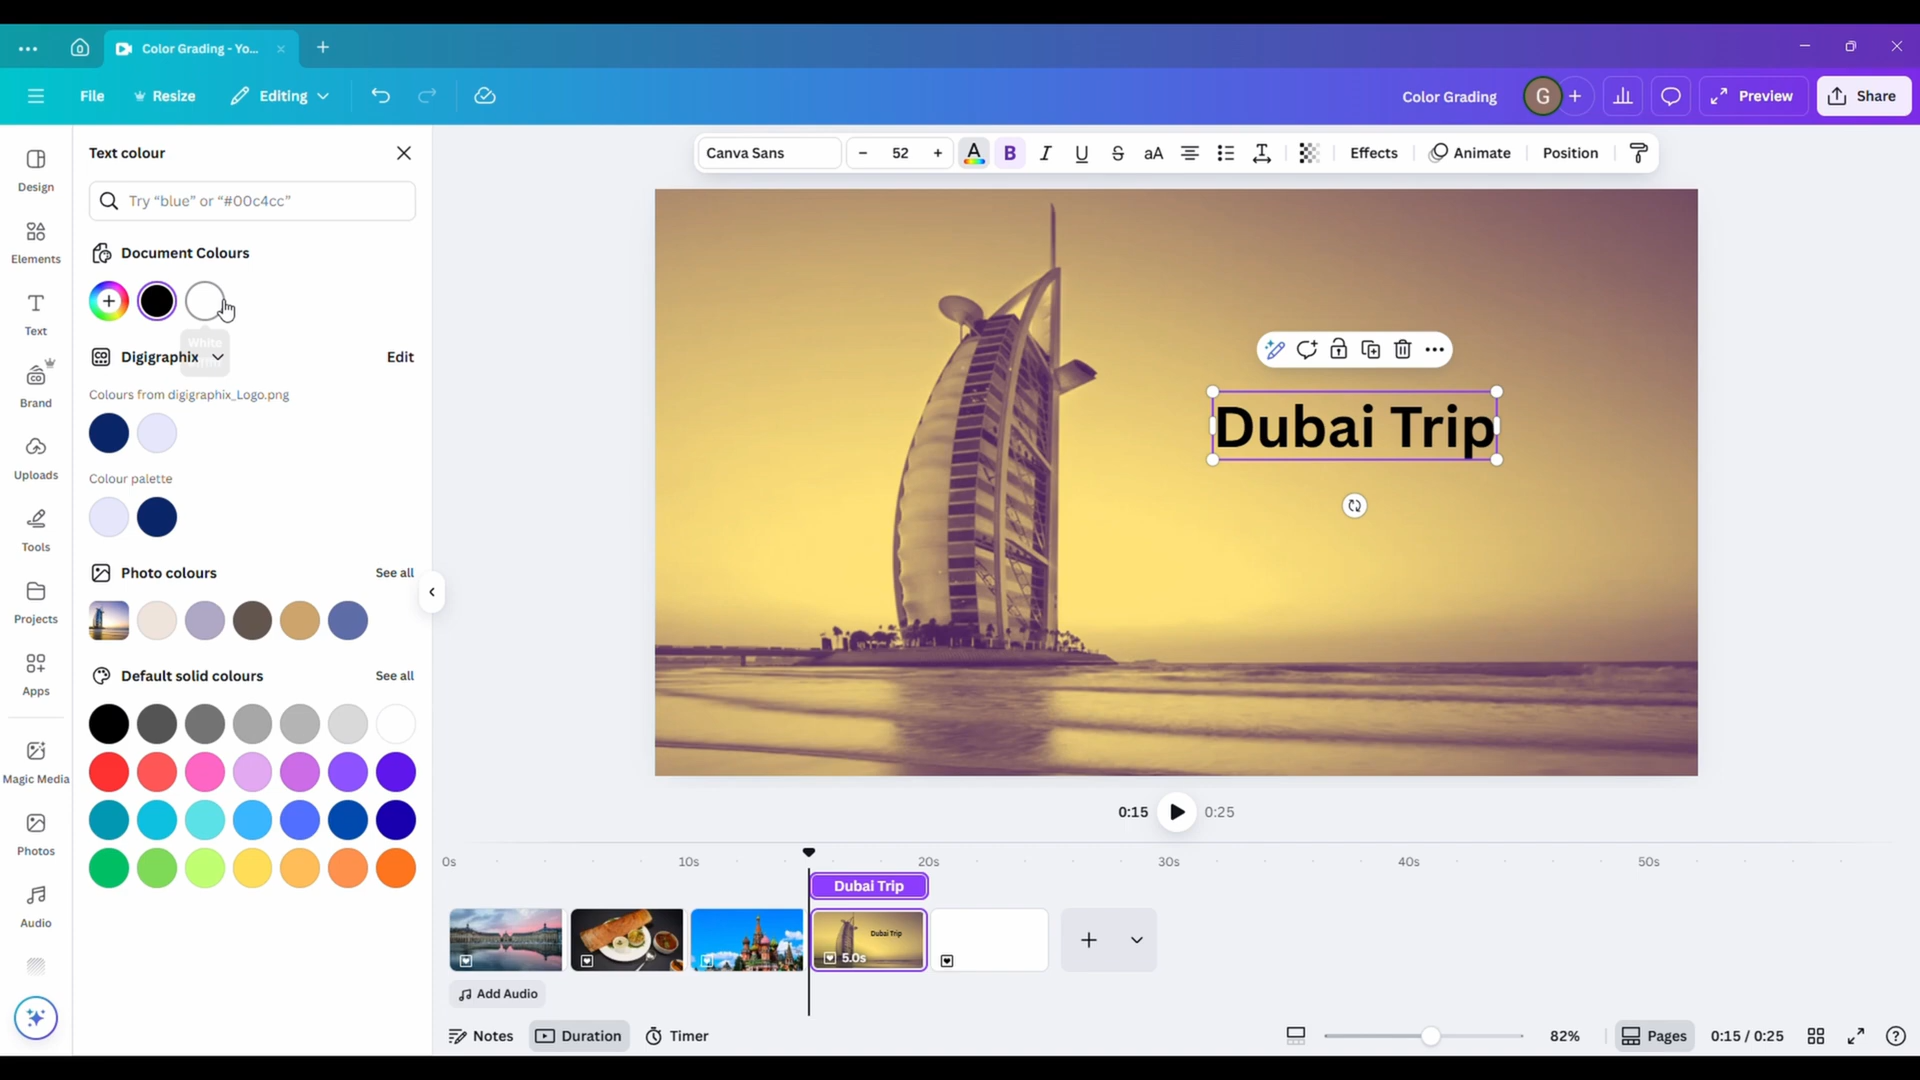 Color Grading - Yo...
File
Resize
Editing
Color Grading
G
Preview
Share
Design
Elements
Text
Brand
Uploads
Tools
Projects
Apps
Magic Media
Photos
Audio
Text colour
Try “blue” or “#00c4cc”
Document Colours
White
Digigraphix
Edit
Colours from digigraphix_Logo.png
Colour palette
Photo colours
See all
Default solid colours
See all
Canva Sans
52
A
B
I
U
S
aA
T
Effects
Animate
Position
Dubai Trip
0:15
0:25
0s
10s
20s
30s
40s
50s
Dubai Trip
Dubai Trip
5.0s
Add Audio
Notes
Duration
Timer
82%
Pages
0:15 / 0:25